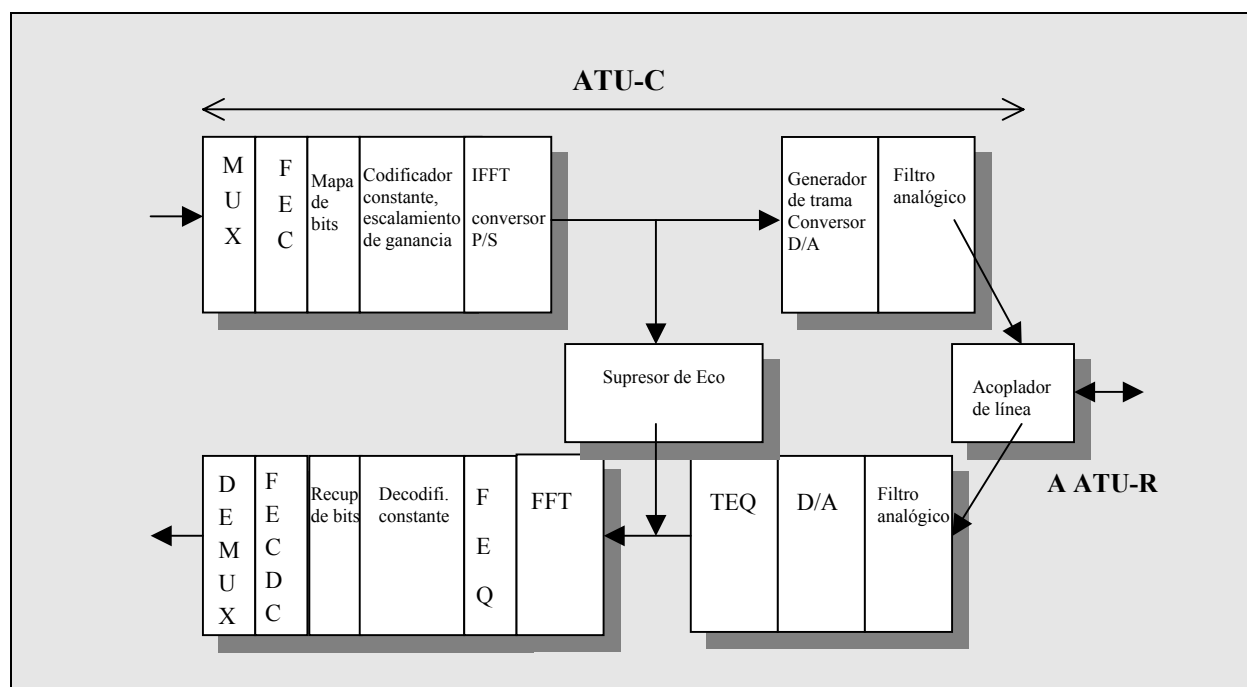 ATU-C
M
U
X
F
E
C
Mapa
de
bits
Codificador
constante,
escalamiento
de ganancia
IFFT
conversor
P/S
Generador
de trama
Conversor
D/A
Filtro
analógico
Supresor de Eco
Acoplador
de línea
A ATU-R
D
E
M
U
X
F
E
C
D
C
Recup
de bits
Decodifi.
constante
F
E
Q
FFT
TEQ
D/A
Filtro
analógico